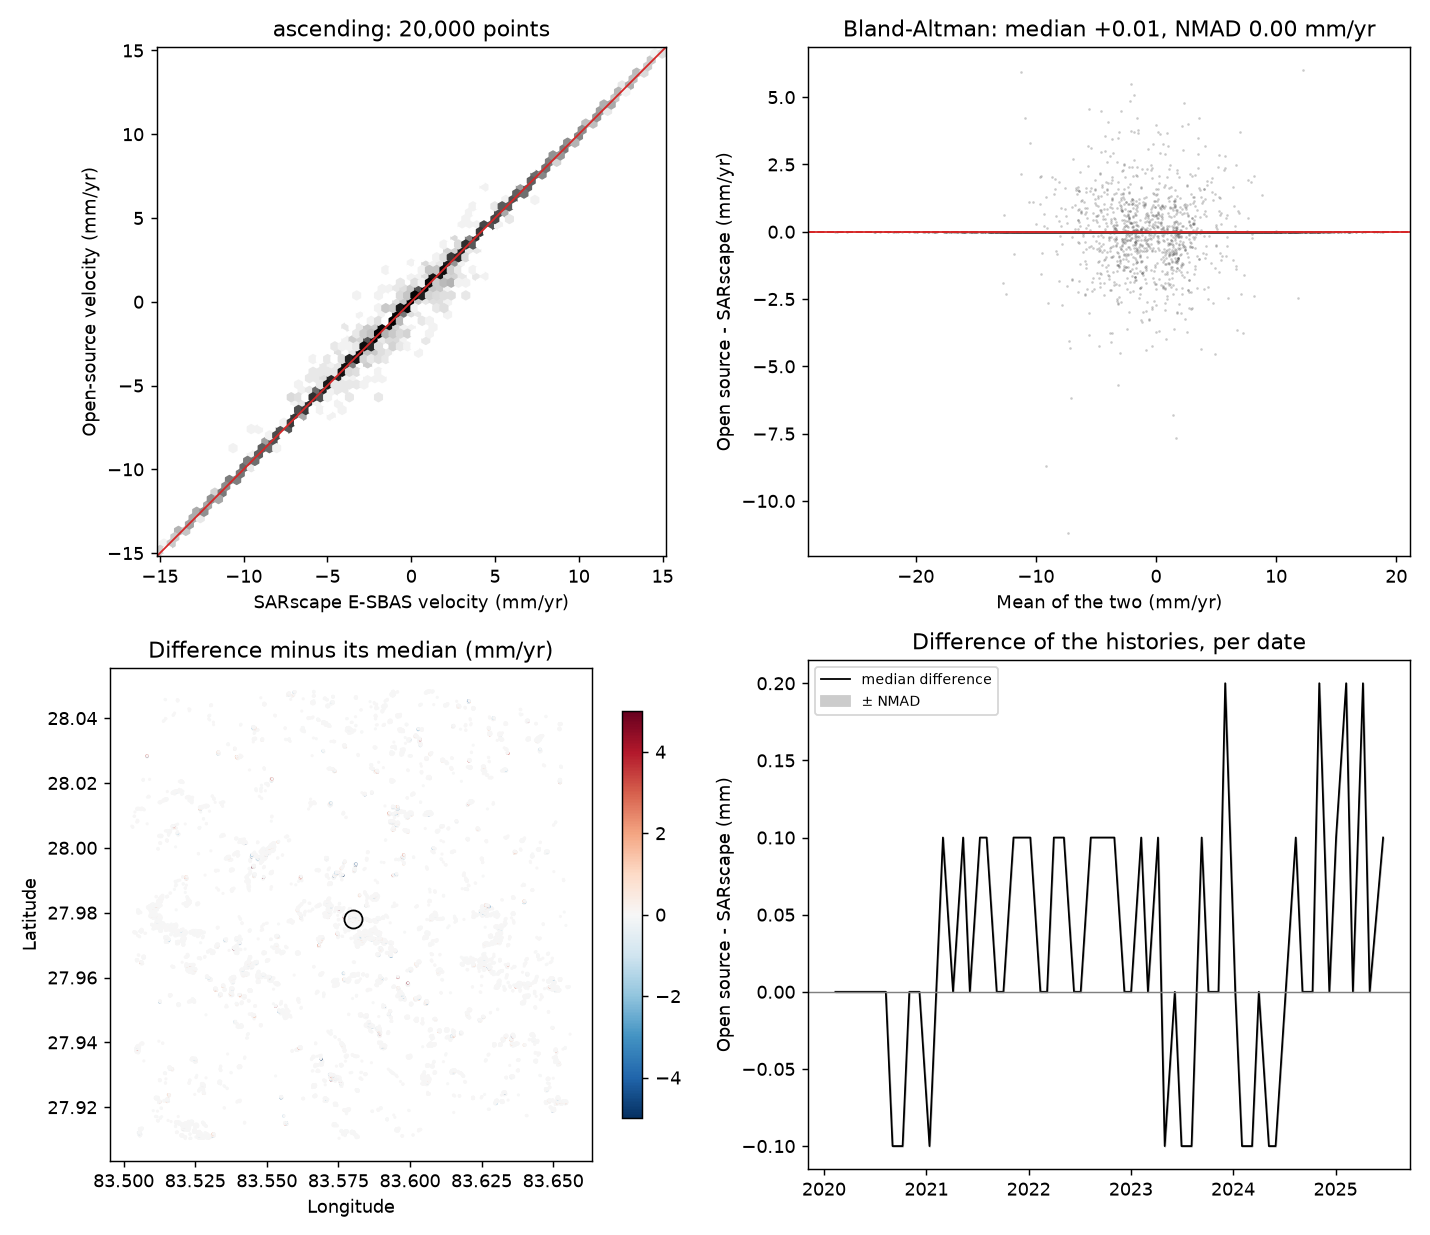 ascending: 20,000 points
15
10
5
0
−5
−10
−15
−15 −10 −5 0 5 10 15
Open-source velocity (mm/yr)
SARscape E-SBAS velocity (mm/yr)
Bland-Altman: median +0.01, NMAD 0.00 mm/yr
5.0
2.5
0.0
−2.5
−5.0
−7.5
−10.0
−20 −10 0 10 20
Open source - SARscape (mm/yr)
Mean of the two (mm/yr)
Difference minus its median (mm/yr)
28.04
28.02
28.00
27.98
27.96
27.94
27.92
83.500 83.525 83.550 83.575 83.600 83.625 83.650
Latitude
Longitude
4
2
0
−2
−4
Difference of the histories, per date
median difference
± NMAD
0.20
0.15
0.10
0.05
0.00
−0.05
−0.10
2020 2021 2022 2023 2024 2025
Open source - SARscape (mm)